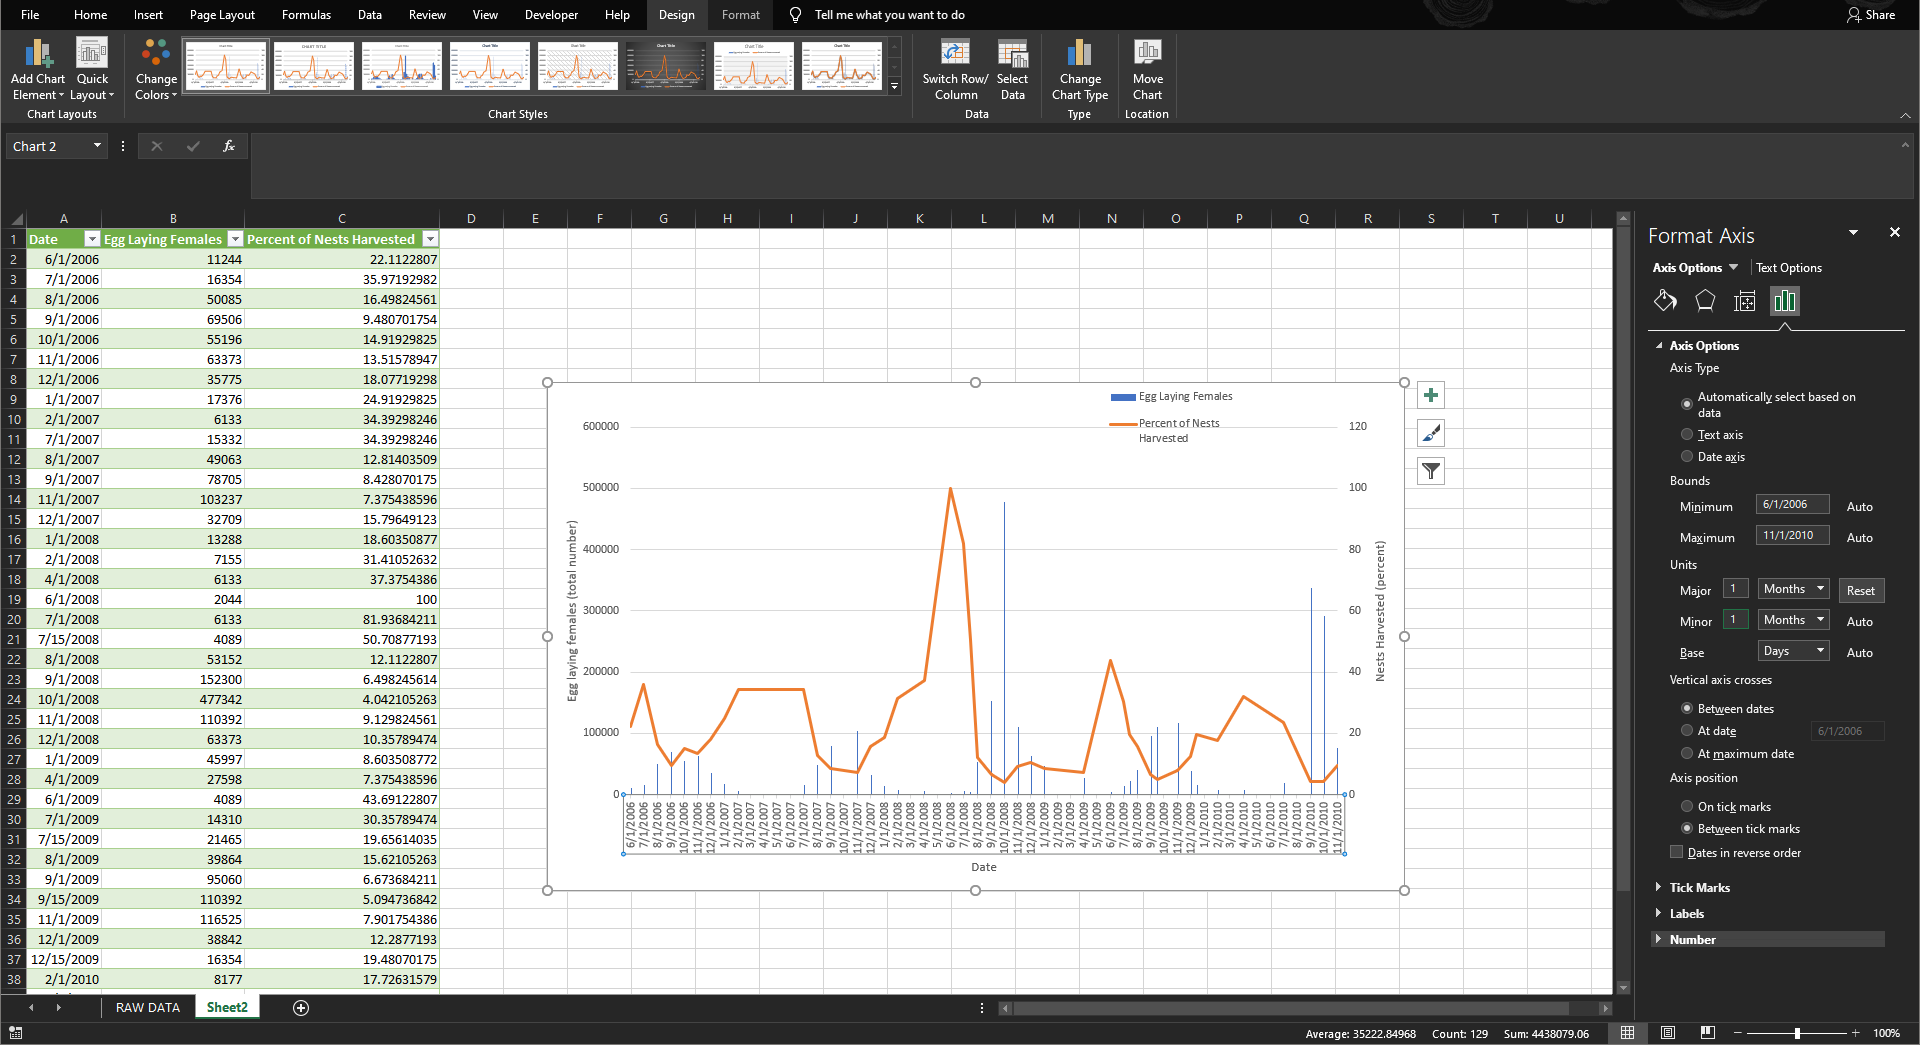 File Home Insert Page Layout Formulas Data Review View Developer Help Design Format Tell me what you want to do Share
Add Chart Element Quick Layout Change Colors Switch Row/ Column Select Data Change Chart Type Move Chart
Chart Layouts Chart Styles Data Type Location
Chart 2 fx
A B C D E F G H I J K L M N O P Q R S T U
1 Date Egg Laying Females Percent of Nests Harvested
2 6/1/2006 11244 22.1122807
3 7/1/2006 16354 35.97192982
4 8/1/2006 50085 16.49824561
5 9/1/2006 69506 9.480701754
6 10/1/2006 55196 14.91929825
7 11/1/2006 63373 13.51578947
8 12/1/2006 35775 18.07719298
9 1/1/2007 17376 24.91929825
10 2/1/2007 6133 34.39298246
11 7/1/2007 15332 34.39298246
12 8/1/2007 49063 12.81403509
13 9/1/2007 78705 8.428070175
14 11/1/2007 103237 7.375438596
15 12/1/2007 32709 15.79649123
16 1/1/2008 13288 18.60350877
17 2/1/2008 7155 31.41052632
18 4/1/2008 6133 37.3754386
19 6/1/2008 2044 100
20 7/1/2008 6133 81.93684211
21 7/15/2008 4089 50.70877193
22 8/1/2008 53152 12.1122807
23 9/1/2008 152300 6.498245614
24 10/1/2008 477342 4.042105263
25 11/1/2008 110392 9.129824561
26 12/1/2008 63373 10.35789474
27 1/1/2009 45997 8.603508772
28 4/1/2009 27598 7.375438596
29 6/1/2009 4089 43.69122807
30 7/1/2009 14310 30.35789474
31 7/15/2009 21465 19.65614035
32 8/1/2009 39864 15.62105263
33 9/1/2009 95060 6.673684211
34 9/15/2009 110392 5.094736842
35 11/1/2009 116525 7.901754386
36 12/1/2009 38842 12.2877193
37 12/15/2009 16354 19.48070175
38 2/1/2010 8177 17.72631579
Egg Laying Females
Percent of Nests
Harvested
600000 120
500000 100
400000 80
300000 60
200000 40
100000 20
0 0
Egg laying females (total number)
Nests Harvested (percent)
6/1/2006 7/1/2006 8/1/2006 9/1/2006 10/1/2006 11/1/2006 12/1/2006 1/1/2007 2/1/2007 3/1/2007 4/1/2007 5/1/2007 6/1/2007 7/1/2007 8/1/2007 9/1/2007 10/1/2007 11/1/2007 12/1/2007 1/1/2008 2/1/2008 3/1/2008 4/1/2008 5/1/2008 6/1/2008 7/1/2008 8/1/2008 9/1/2008 10/1/2008 11/1/2008 12/1/2008 1/1/2009 2/1/2009 3/1/2009 4/1/2009 5/1/2009 6/1/2009 7/1/2009 8/1/2009 9/1/2009 10/1/2009 11/1/2009 12/1/2009 1/1/2010 2/1/2010 3/1/2010 4/1/2010 5/1/2010 6/1/2010 7/1/2010 8/1/2010 9/1/2010 10/1/2010 11/1/2010
Date
Format Axis
Axis Options Text Options
Axis Options
Axis Type
Automatically select based on
data
Text axis
Date axis
Bounds
Minimum 6/1/2006 Auto
Maximum 11/1/2010 Auto
Units
Major 1 Months Reset
Minor 1 Months Auto
Base Days Auto
Vertical axis crosses
Between dates
At date 6/1/2006
At maximum date
Axis position
On tick marks
Between tick marks
Dates in reverse order
Tick Marks
Labels
Number
RAW DATA Sheet2
Average: 35222.84968 Count: 129 Sum: 4438079.06 100%